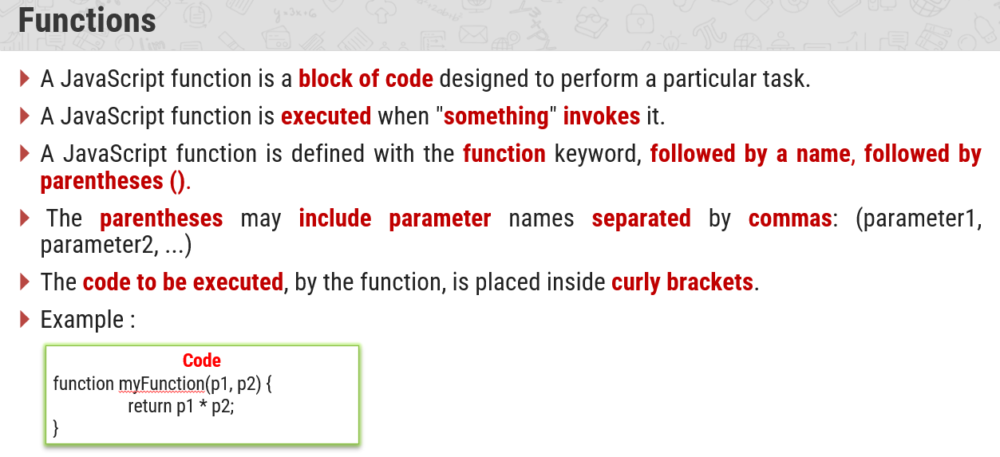 Functions
A JavaScript function is a block of code designed to perform a particular task.
A JavaScript function is executed when "something" invokes it.
A JavaScript function is defined with the function keyword, followed by a name, followed by
parentheses ().
The parentheses may include parameter names separated by commas: (parameter1,
parameter2, ...)
The code to be executed, by the function, is placed inside curly brackets.
Example :
Code
function myFunction(p1, p2) {
return p1 * p2;
}